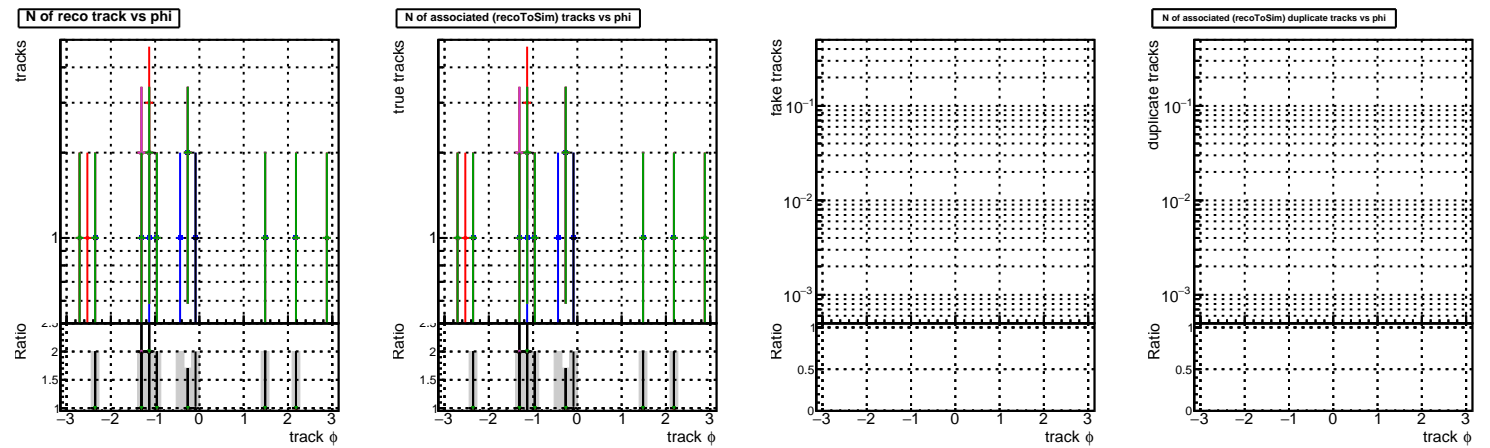 N of reco track vs phi
tracks
1
Ratio
2
1.5
1
−3 −2 −1 0 1 2 3
track ϕ
N of associated (recoToSim) tracks vs phi
true tracks
1
Ratio
2
1.5
1
−3 −2 −1 0 1 2 3
track ϕ
fake tracks
10−1
10−2
10−3
Ratio
1
0.5
0
−3 −2 −1 0 1 2 3
track ϕ
N of associated (recoToSim) duplicate tracks vs phi
duplicate tracks
10−1
10−2
10−3
Ratio
1
0.5
0
−3 −2 −1 0 1 2 3
track ϕ